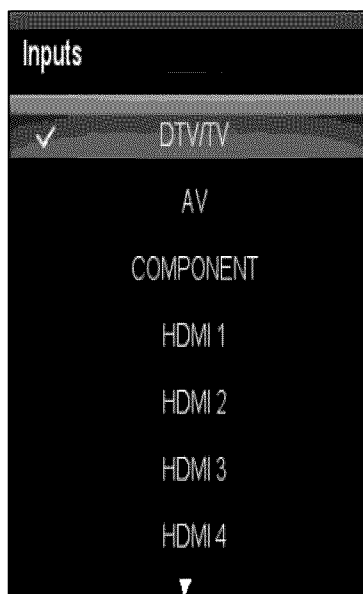 Inputs
DTV/TV
AV
COMPONENT
HDMI 1
HDMI 2
HDMI 3
HDMI 4